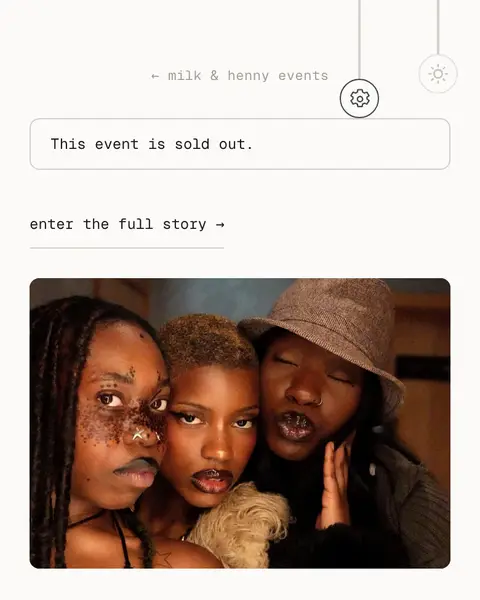 ← milk & henny events
This event is sold out.
enter the full story →